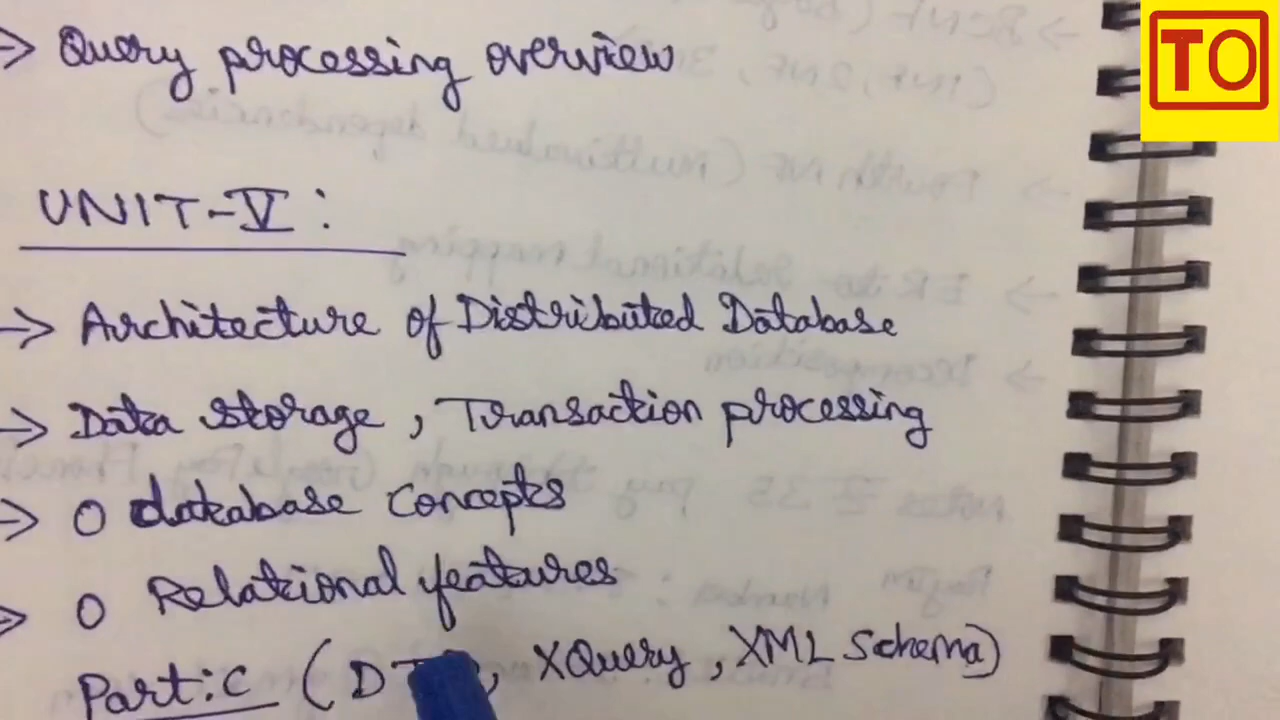 → Query processing overview
TO
UNIT-V:
→ Architecture of Distributed Database
→ Data storage, Transaction processing
→ O database concepts
→ O Relational features
Part:C ( , XQuery, XML Schema)